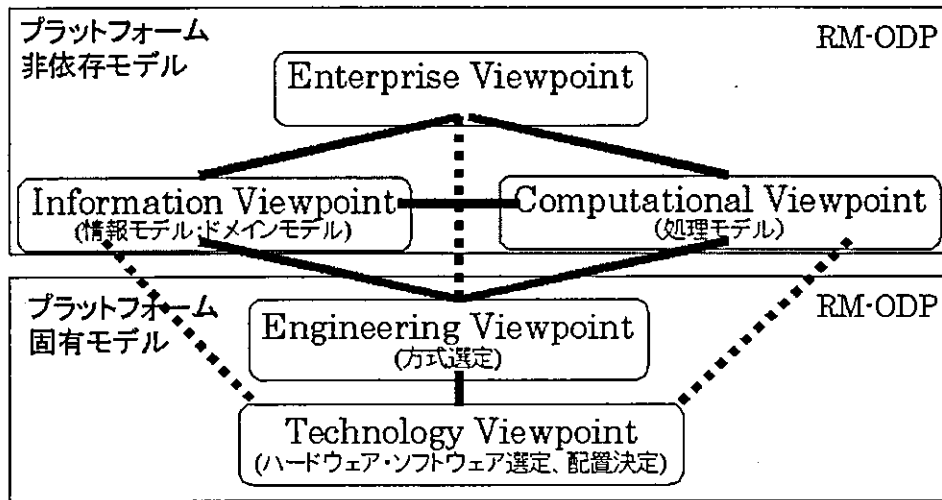 プラットフォーム
非依存モデル
RM-ODP
Enterprise Viewpoint
Information Viewpoint
(情報モデル・ドメインモデル)
Computational Viewpoint
(処理モデル)
プラットフォーム
固有モデル
RM-ODP
Engineering Viewpoint
(方式選定)
Technology Viewpoint
(ハードウェア・ソフトウェア選定、配置決定)